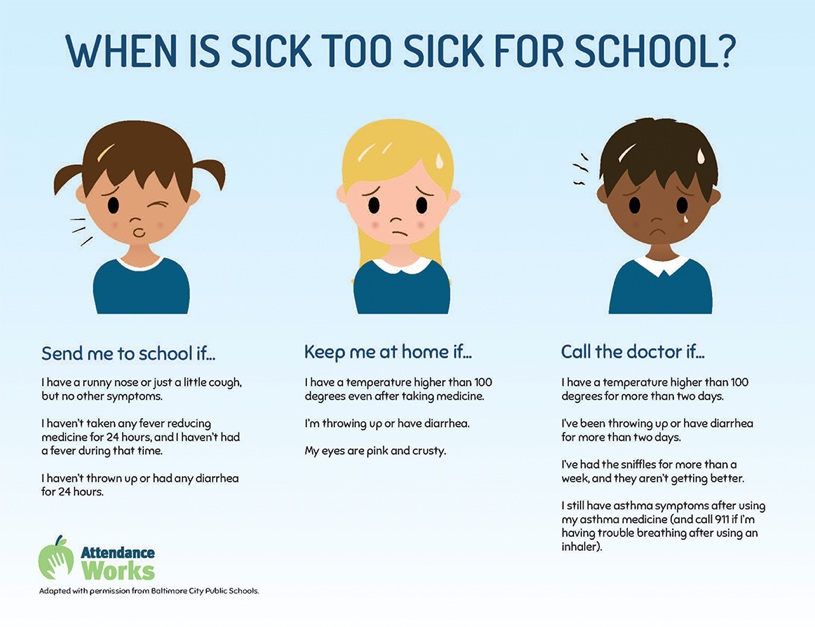 WHEN IS SICK TOO SICK FOR SCHOOL?
Send me to school if...
I have a runny nose or just a little cough,
but no other symptoms.
I haven't taken any fever reducing
medicine for 24 hours, and I haven't had
a fever during that time.
I haven't thrown up or had any diarrhea
for 24 hours.
Keep me at home if...
I have a temperature higher than 100
degrees even after taking medicine.
I'm throwing up or have diarrhea.
My eyes are pink and crusty.
Call the doctor if...
I have a temperature higher than 100
degrees for more than two days.
I've been throwing up or have diarrhea
for more than two days.
I've had the sniffles for more than a
week, and they aren't getting better.
I still have asthma symptoms after using
my asthma medicine (and call 911 if I'm
having trouble breathing after using an
inhaler).
Attendance
Works
Adapted with permission from Baltimore City Public Schools.